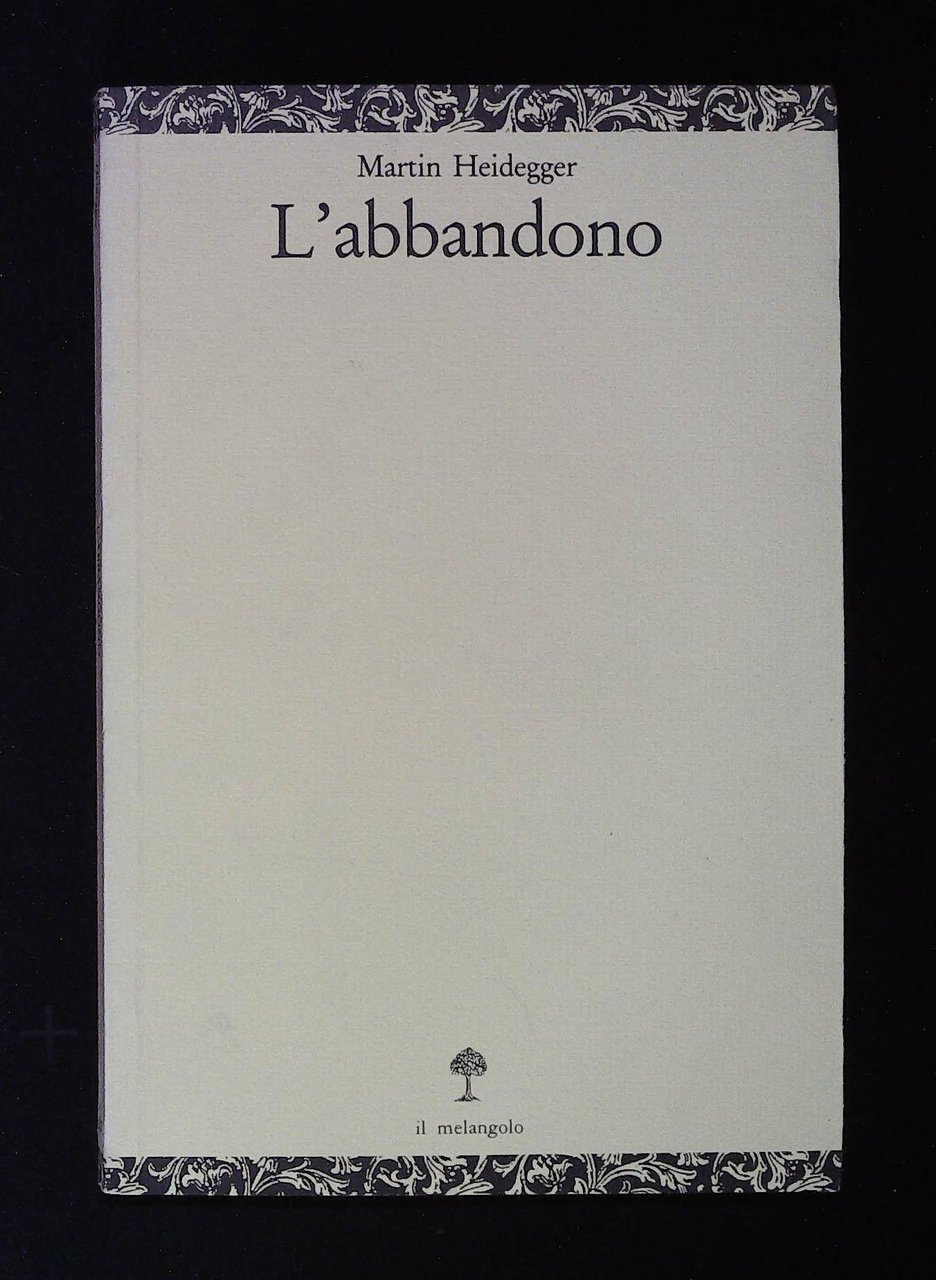 Martin Heidegger
L’abbandono
il melangolo